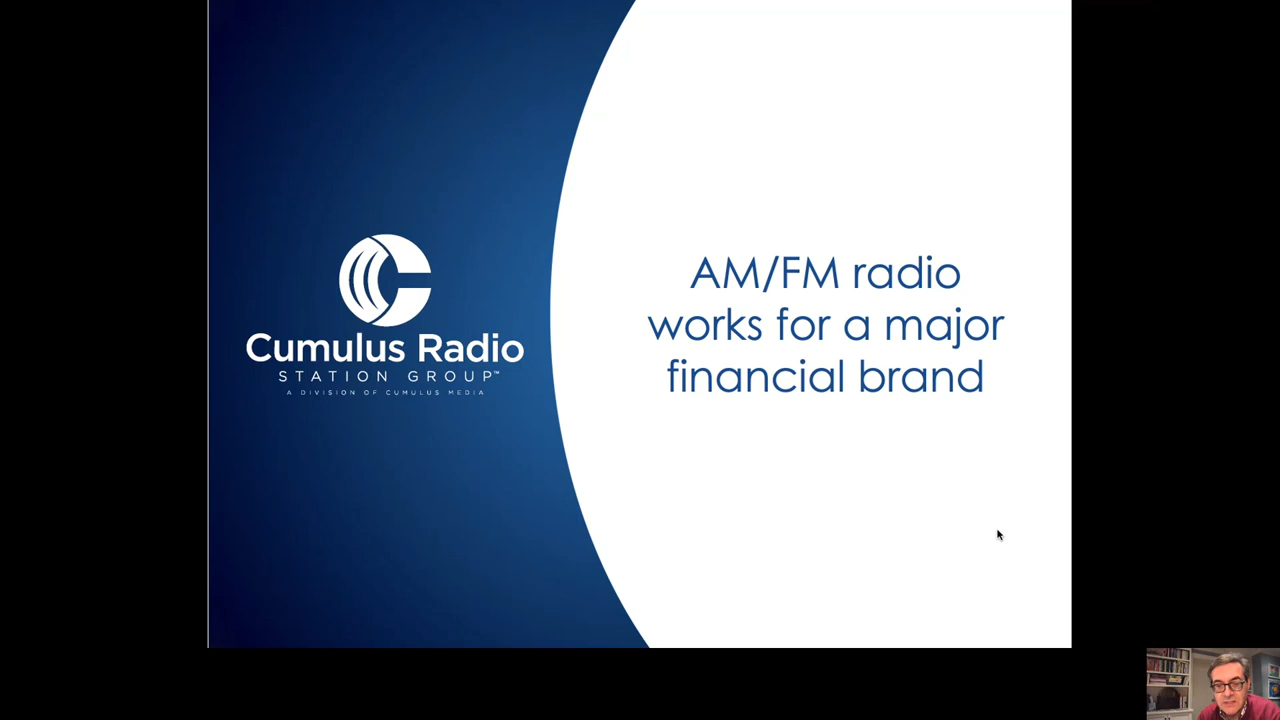 Cumulus Radio
STATION GROUP™
A DIVISION OF CUMULUS MEDIA
AM/FM radio
works for a major
financial brand